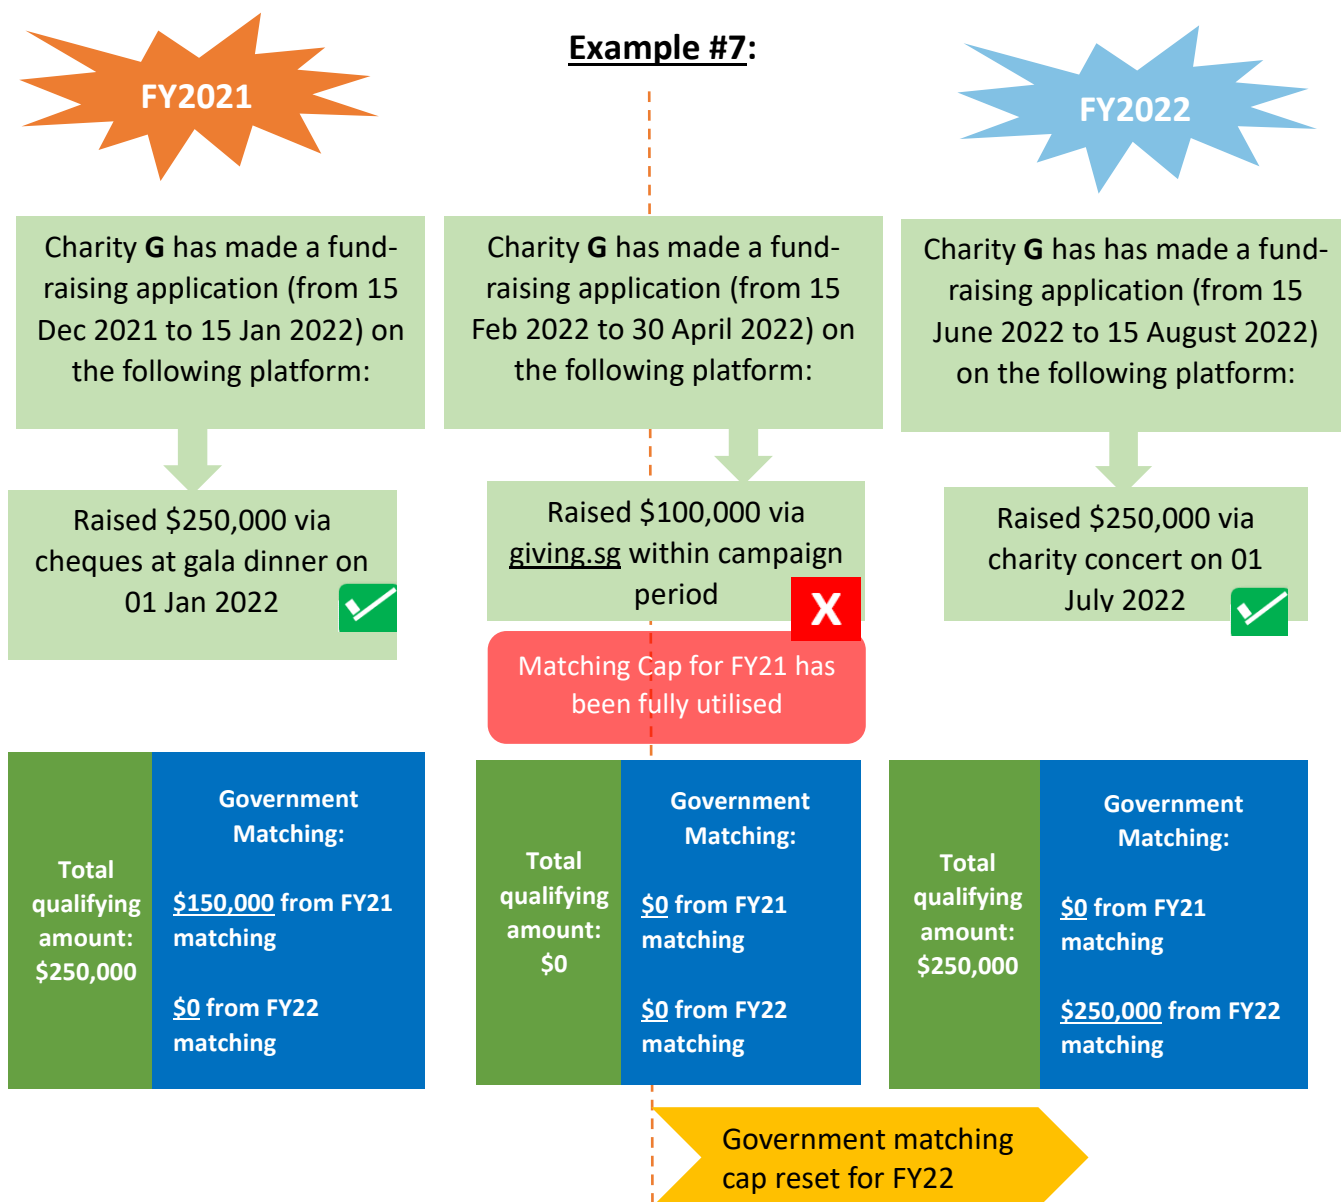 Example #7:
FY2021
FY2022
Charity G has made a fund-
raising application (from 15
Dec 2021 to 15 Jan 2022) on
the following platform:
Charity G has made a fund-
raising application (from 15
Feb 2022 to 30 April 2022) on
the following platform:
Charity G has has made a fund-
raising application (from 15
June 2022 to 15 August 2022)
on the following platform:
Raised $250,000 via
cheques at gala dinner on
01 Jan 2022
Raised $100,000 via
giving.sg within campaign
period
X
Raised $250,000 via
charity concert on 01
July 2022
Matching Cap for FY21 has
been fully utilised
Total
qualifying
amount:
$250,000
Government
Matching:
$150,000 from FY21
matching
$0 from FY22
matching
Total
qualifying
amount:
$0
Government
Matching:
$0 from FY21
matching
$0 from FY22
matching
Total
qualifying
amount:
$250,000
Government
Matching:
$0 from FY21
matching
$250,000 from FY22
matching
Government matching
cap reset for FY22